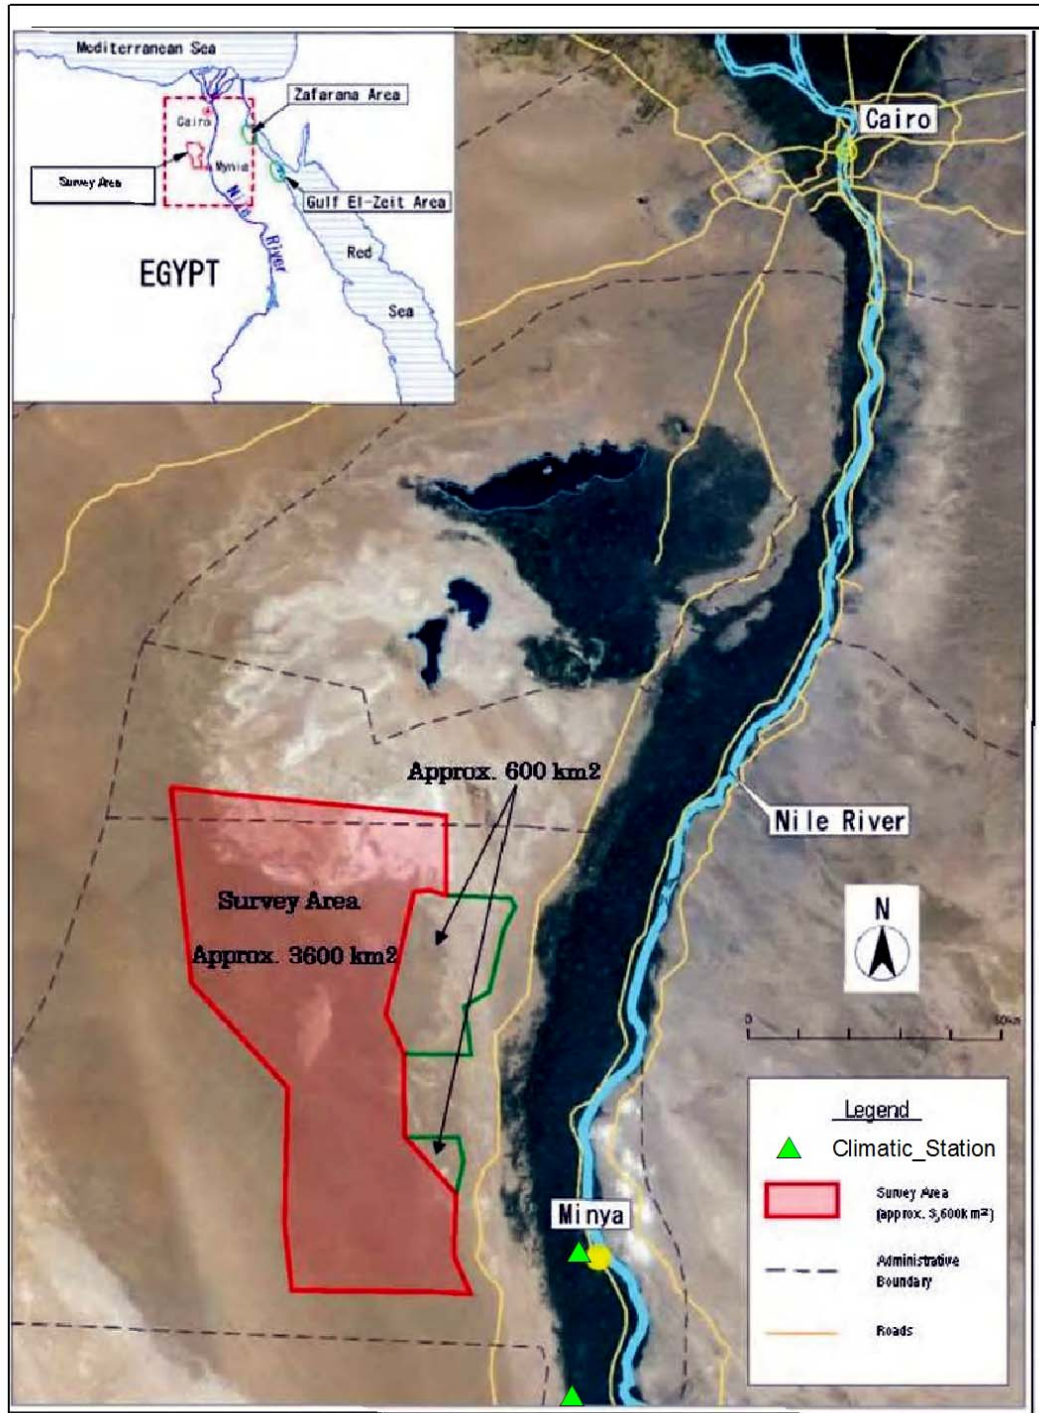 Mediterranean Sea
Zafarana Area
Cairo
Survey Area
Mynia
Gulf El-Zeit Area
Nile
River
Red
Sea
EGYPT
Cairo
Approx. 600 km2
Nile River
Survey Area
Approx. 3600 km2
N
0
50km
Legend
Climatic_Station
Survey Area
(approx. 3,600km2)
Administrative
Boundary
Roads
Minya